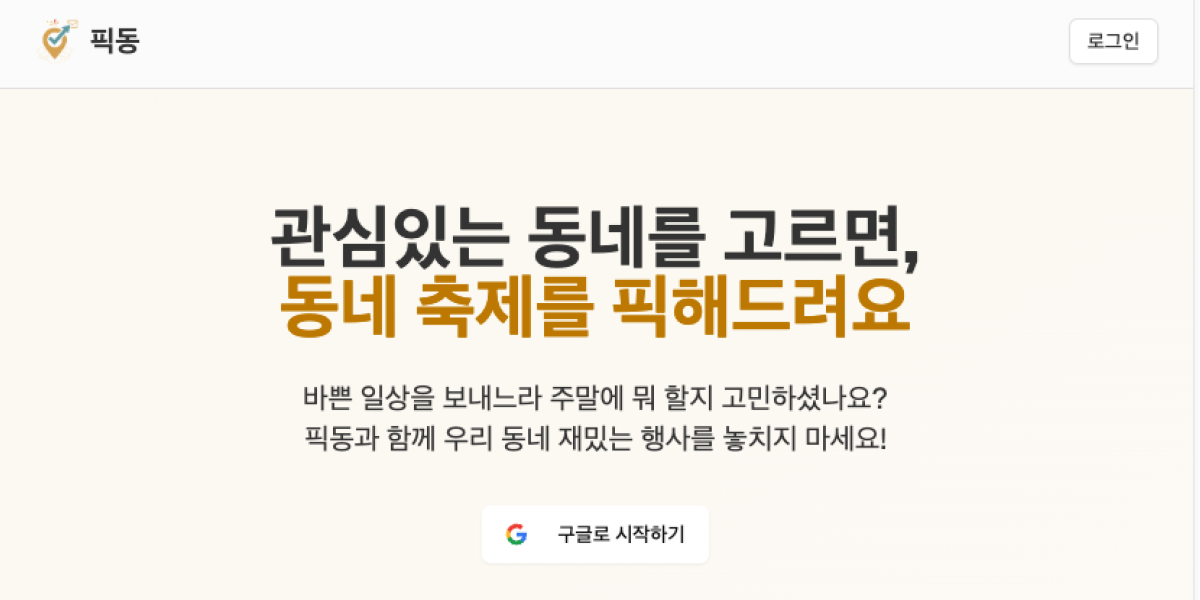 픽동
로그인
관심있는 동네를 고르면,
동네 축제를 픽해드려요
바쁜 일상을 보내느라 주말에 뭐 할지 고민하셨나요?
픽동과 함께 우리 동네 재밌는 행사를 놓치지 마세요!
구글로 시작하기